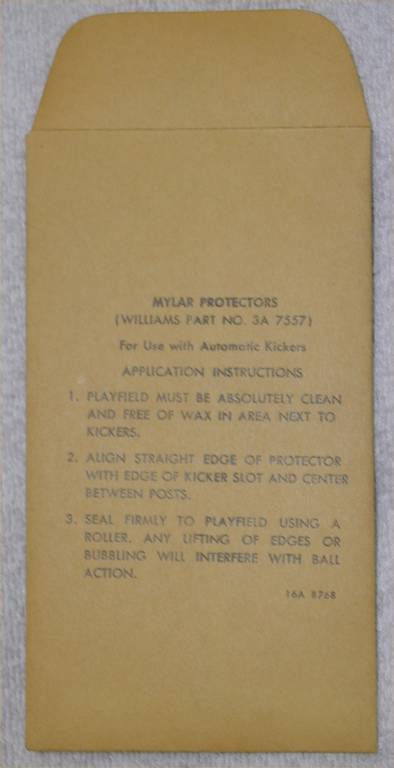 MYLAR PROTECTORS
(WILLIAMS PART NO. 3A 7557)
For Use with Automatic Kickers
APPLICATION INSTRUCTIONS
1. PLAYFIELD MUST BE ABSOLUTELY CLEAN
AND FREE OF WAX IN AREA NEXT TO
KICKERS.
2. ALIGN STRAIGHT EDGE OF PROTECTOR
WITH EDGE OF KICKER SLOT AND CENTER
BETWEEN POSTS.
3. SEAL FIRMLY TO PLAYFIELD USING A
ROLLER. ANY LIFTING OF EDGES OR
BUBBLING WILL INTERFERE WITH BALL
ACTION.
16A 8768